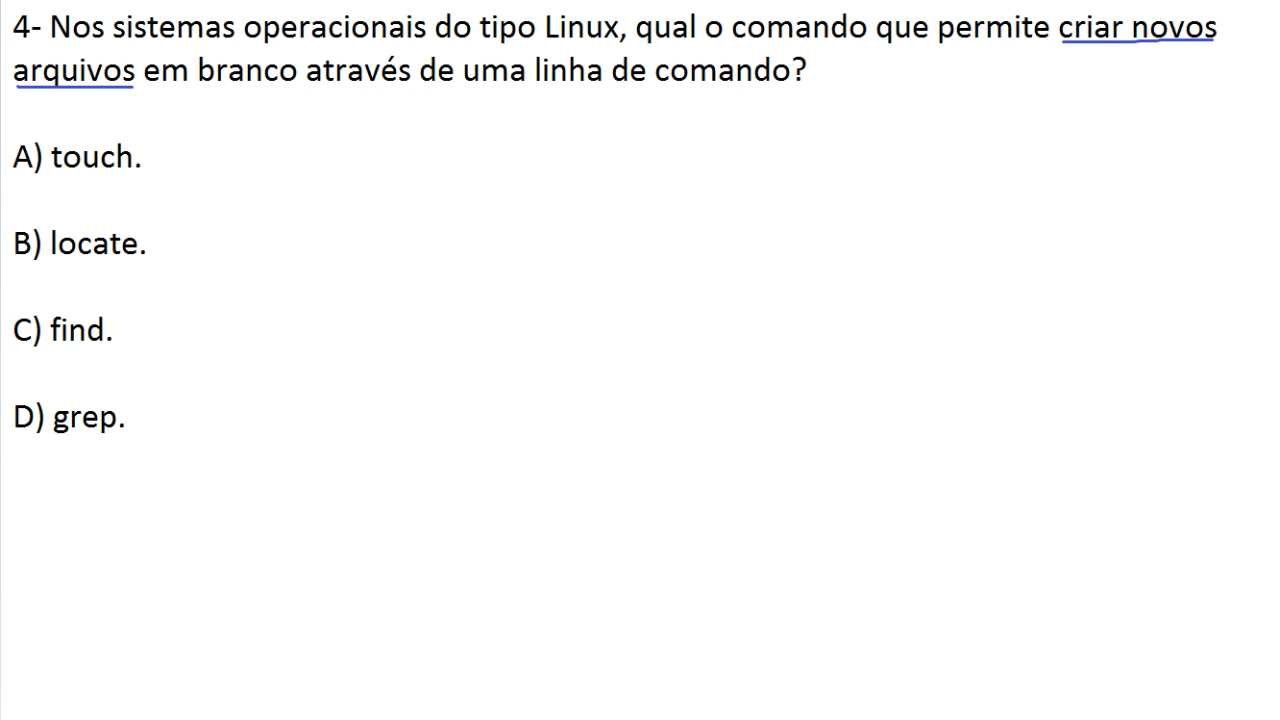 4- Nos sistemas operacionais do tipo Linux, qual o comando que permite criar novos
arquivos em branco através de uma linha de comando?
A) touch.
B) locate.
C) find.
D) grep.